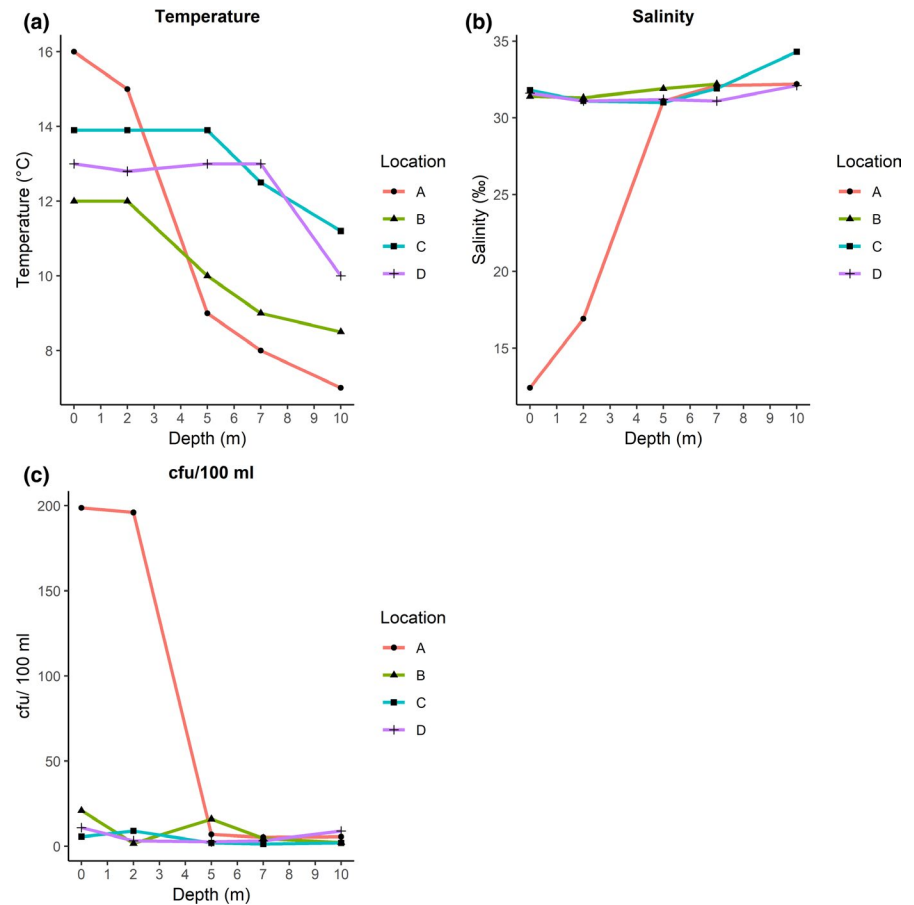 (a) Temperature
16
14
12
10
8
Temperature (°C)
0 1 2 3 4 5 6 7 8 9 10
Depth (m)
Location
A
B
C
D
(b) Salinity
35
30
25
20
15
Salinity (‰)
0 1 2 3 4 5 6 7 8 9 10
Depth (m)
Location
A
B
C
D
(c) cfu/100 ml
200
150
100
50
0
cfu/ 100 ml
0 1 2 3 4 5 6 7 8 9 10
Depth (m)
Location
A
B
C
D